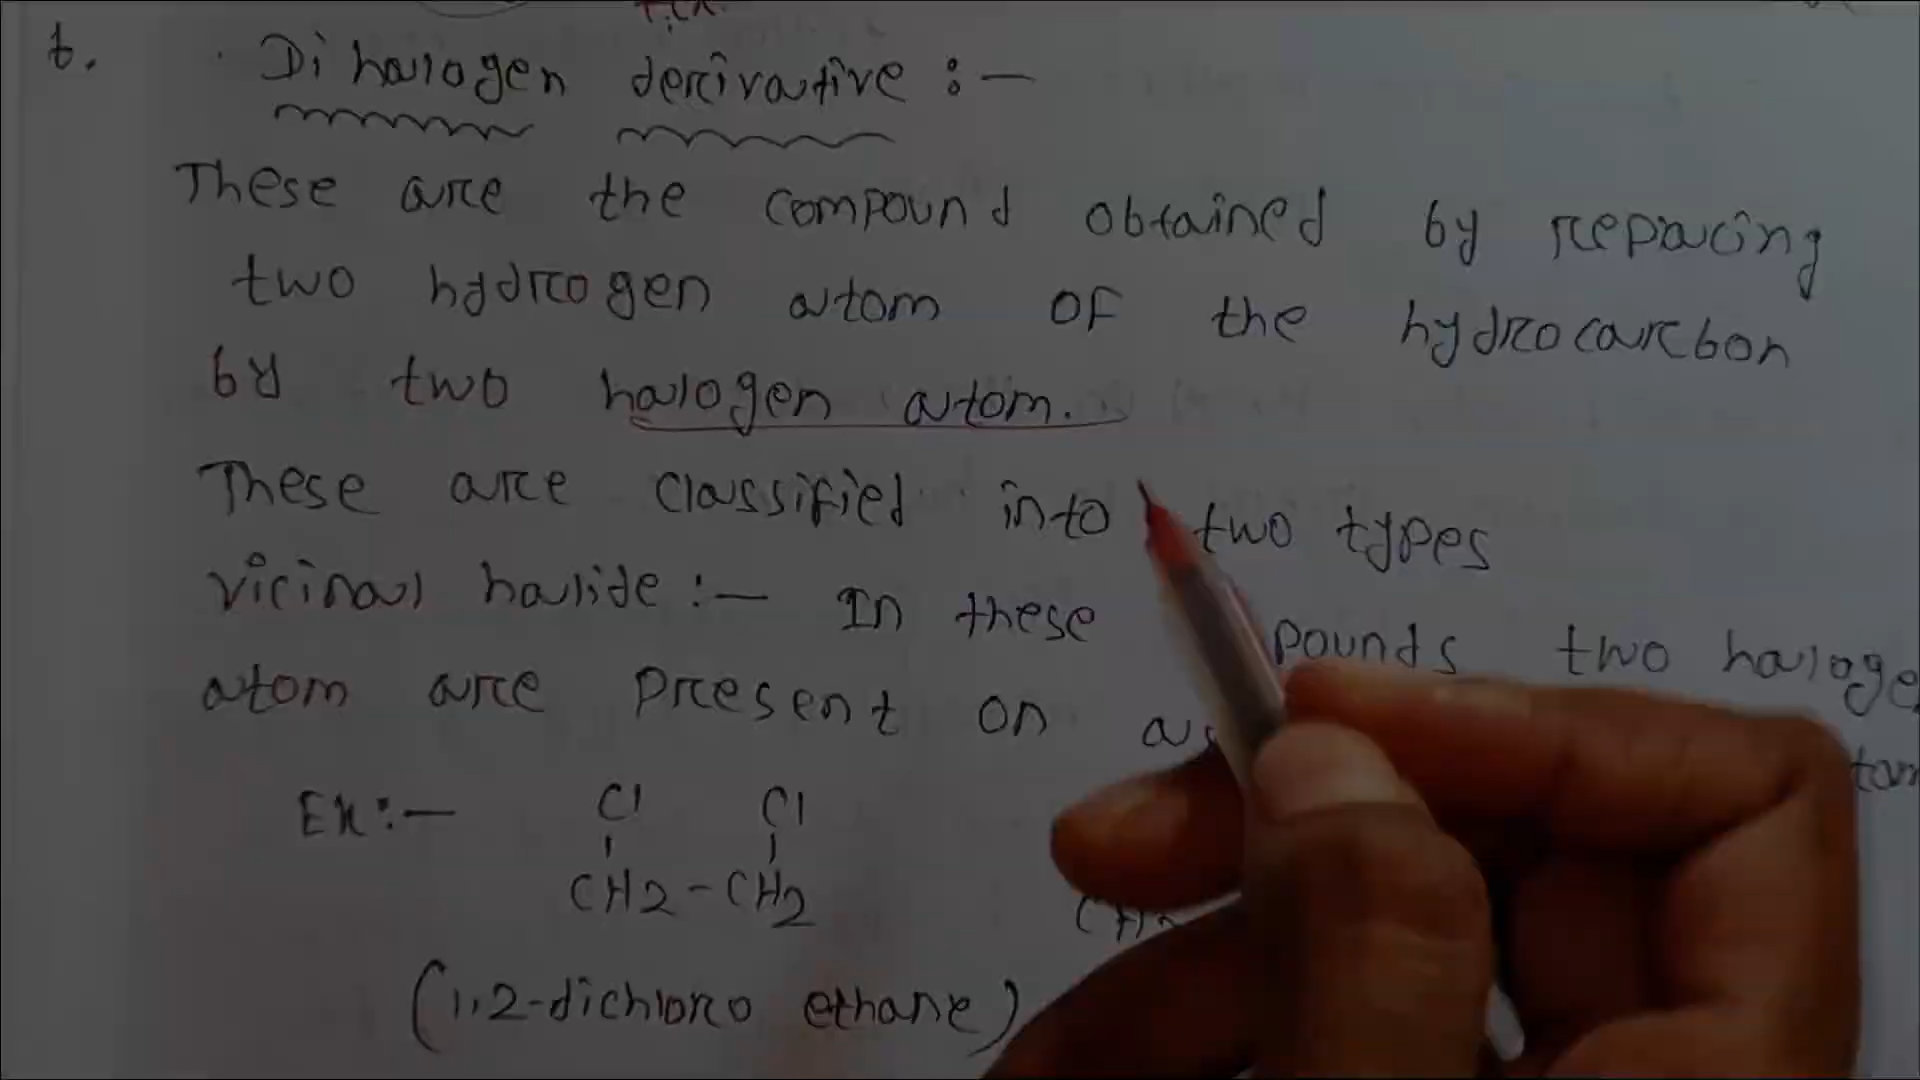 t.
Di halogen derivative :-
These are the compound obtained by repacing
two hydrogen atom of the hydrocarbon
by two halogen atom.
These are classified into two types
vicinal halide :- In these pounds two haloge
atom are present on
Ex :- Cl Cl
CH2-CH2
(1,2-dichloro ethane)